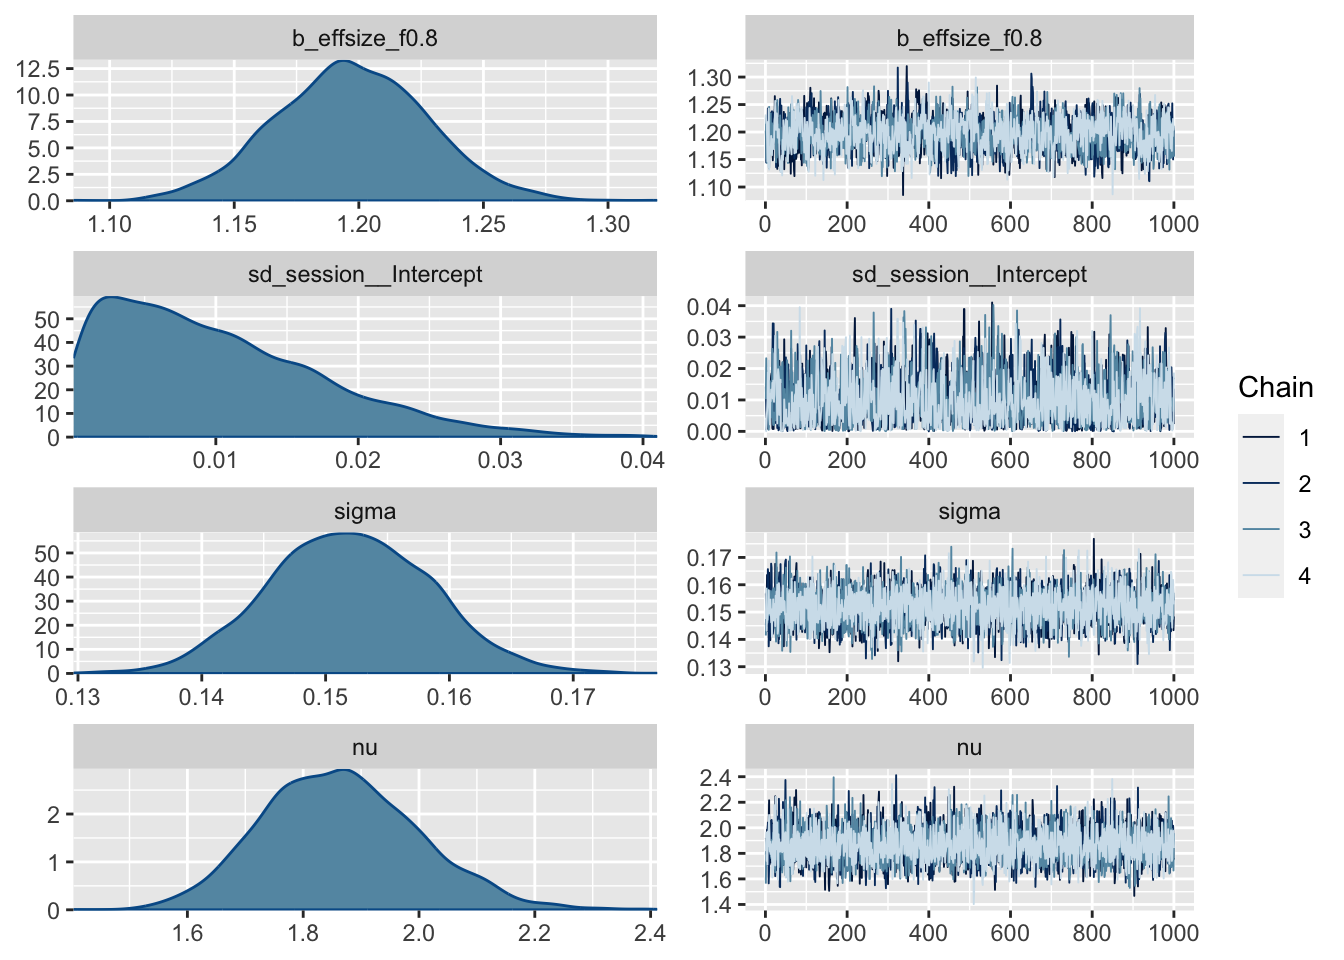 b_effsize_f0.8
12.5
10.0
7.5
5.0
2.5
0.0
1.10 1.15 1.20 1.25 1.30
b_effsize_f0.8
1.30
1.25
1.20
1.15
1.10
0 200 400 600 800 1000
sd_session__Intercept
50
40
30
20
10
0
0.01 0.02 0.03 0.04
sd_session__Intercept
0.04
0.03
0.02
0.01
0.00
0 200 400 600 800 1000
sigma
50
40
30
20
10
0
0.13 0.14 0.15 0.16 0.17
sigma
0.17
0.16
0.15
0.14
0.13
0 200 400 600 800 1000
nu
2
1
0
1.6 1.8 2.0 2.2 2.4
nu
2.4
2.2
2.0
1.8
1.6
1.4
0 200 400 600 800 1000
Chain
1
2
3
4